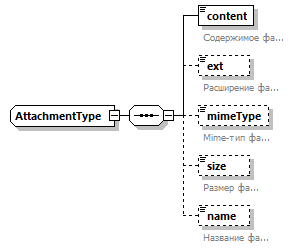 content
Содержимое фа...
ext
Расширение фа...
AttachmentType
mimeType
Mime-тип фа...
size
Размер фа...
name
Название фа...